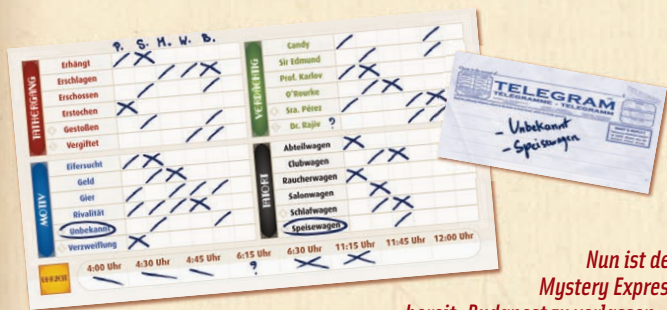 P. S. M. W. B.
TATHERGANG
Erhängt
Erschlagen
Erschossen
Erstochen
Gestoßen
Vergiftet
VERDÄCHTIG
Candy
Sir Edmund
Prof. Karlov
O'Rourke
Sra. Pérez
Dr. Rajiv ?
MOTIV
Eifersucht
Geld
Gier
Rivalität
Unbekannt
Verzweiflung
TATORT
Abteilwagen
Clubwagen
Raucherwagen
Salonwagen
Schlafwagen
Speisewagen
UHRZEIT
4:00 Uhr 4:30 Uhr 4:45 Uhr 6:15 Uhr 6:30 Uhr 11:15 Uhr 11:45 Uhr 12:00 Uhr
?
TELEGRAM
TELEGRAMME - TELEGRAMM
- Unbekannt
- Speisewagen
Nun ist de
Mystery Expres
bereit, Budapest zu verlassen